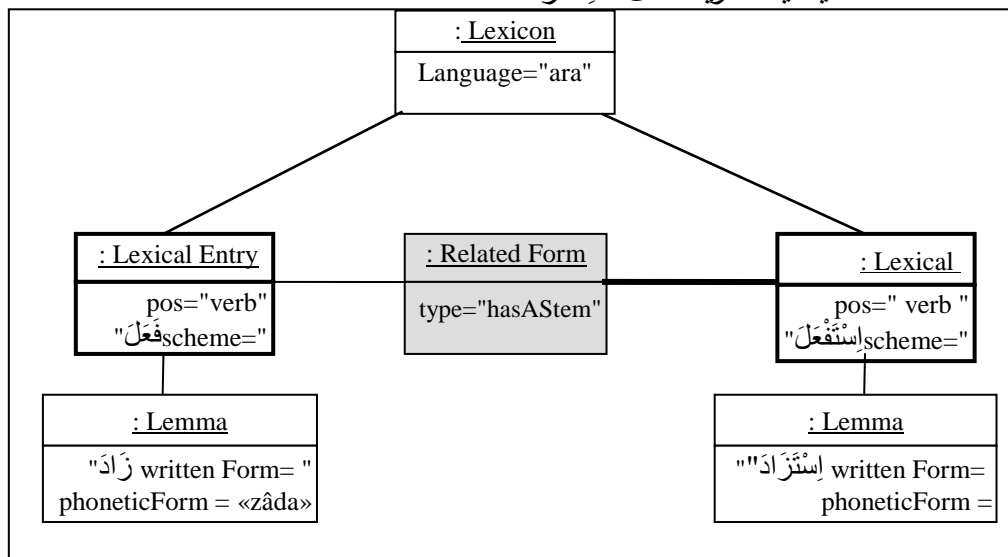 : Lexicon
Language="ara"
: Lexical Entry
pos="verb"
scheme="فَعَلَ"
: Related Form
type="hasAStem"
: Lexical
pos=" verb "
scheme="اِسْتَفْعَلَ"
: Lemma
written Form= "زَادَ"
phoneticForm = «zâda»
: Lemma
written Form= "اِسْتَزَادَ""
phoneticForm =